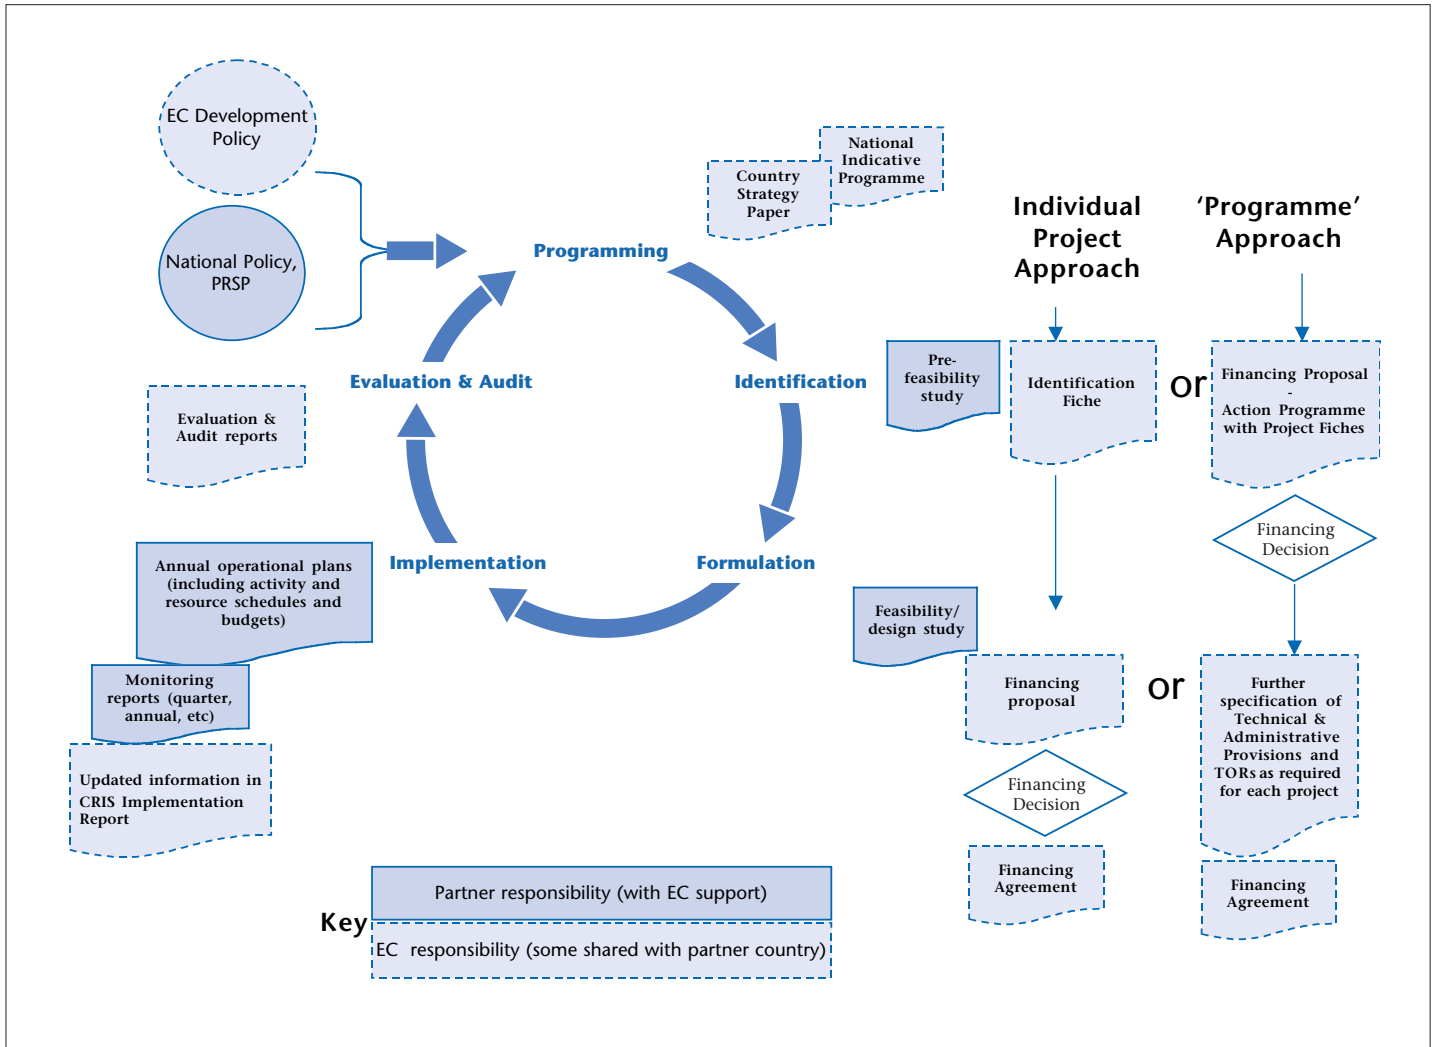 EC Development
Policy
National Policy,
PRSP
National
Indicative
Programme
Country
Strategy
Paper
Programming
Identification
Formulation
Implementation
Evaluation & Audit
Evaluation &
Audit reports
Annual operational plans
(including activity and
resource schedules and
budgets)
Monitoring
reports (quarter,
annual, etc)
Updated information in
CRIS Implementation
Report
Individual
Project
Approach
'Programme'
Approach
Pre-
feasibility
study
Identification
Fiche
or
Financing Proposal
-
Action Programme
with Project Fiches
Financing
Decision
Feasibility/
design study
Financing
proposal
or
Further
specification of
Technical &
Administrative
Provisions and
TORs as required
for each project
Financing
Decision
Financing
Agreement
Financing
Agreement
Key
Partner responsibility (with EC support)
EC responsibility (some shared with partner country)